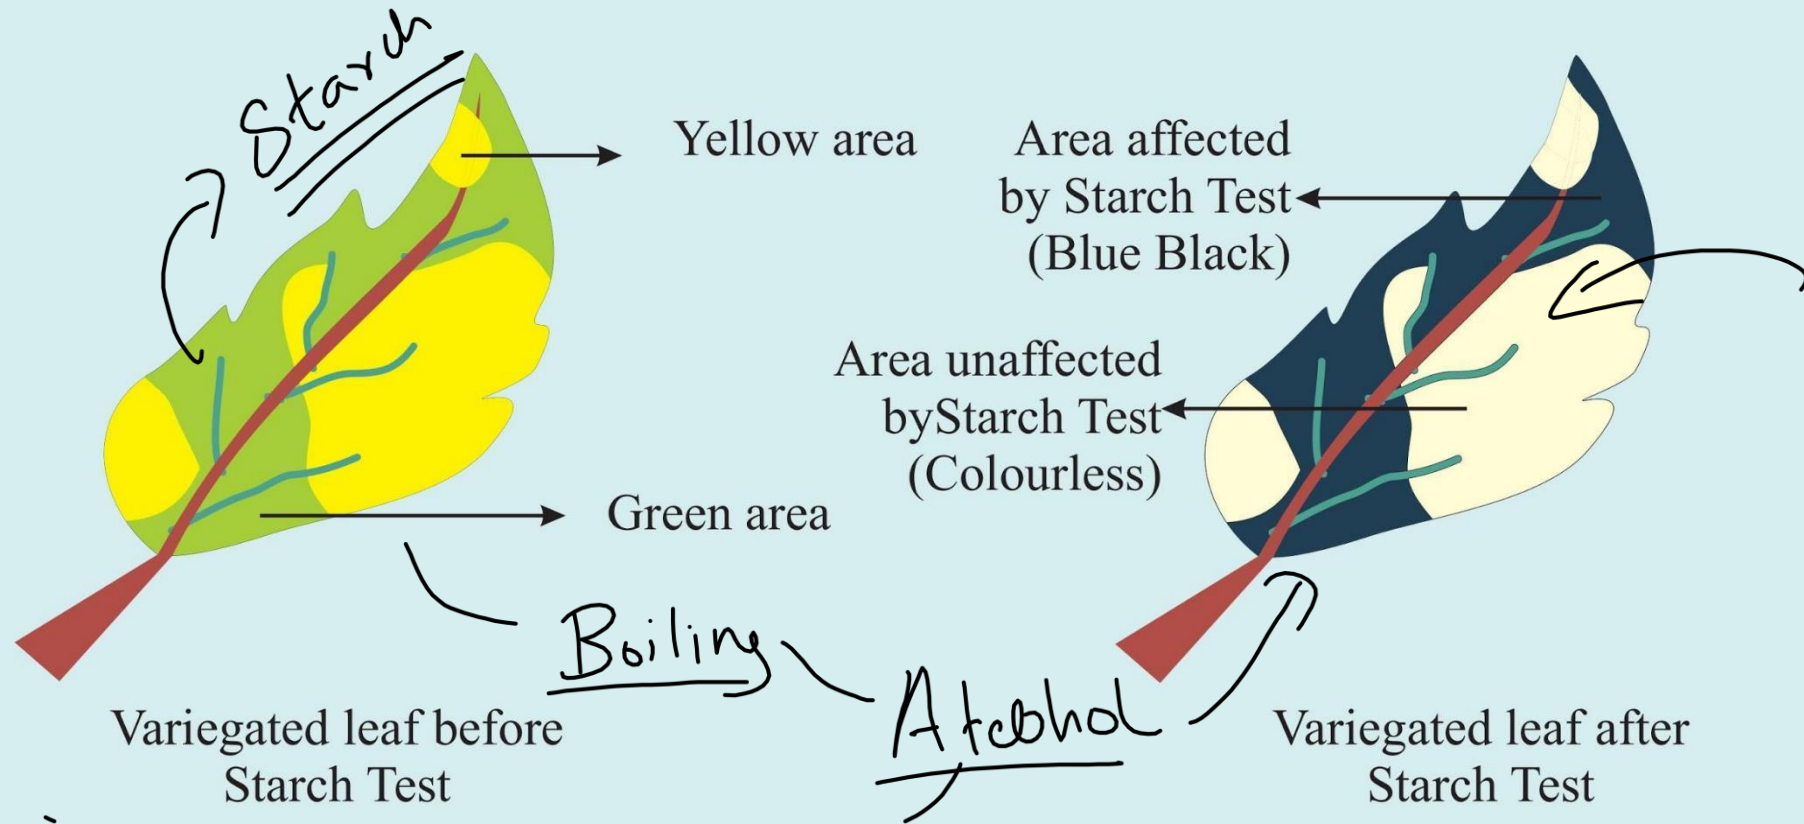 Starch
Yellow area
Area affected
by Starch Test
(Blue Black)
Area unaffected
byStarch Test
(Colourless)
Green area
Boiling
Alcohol
Variegated leaf before
Starch Test
Variegated leaf after
Starch Test